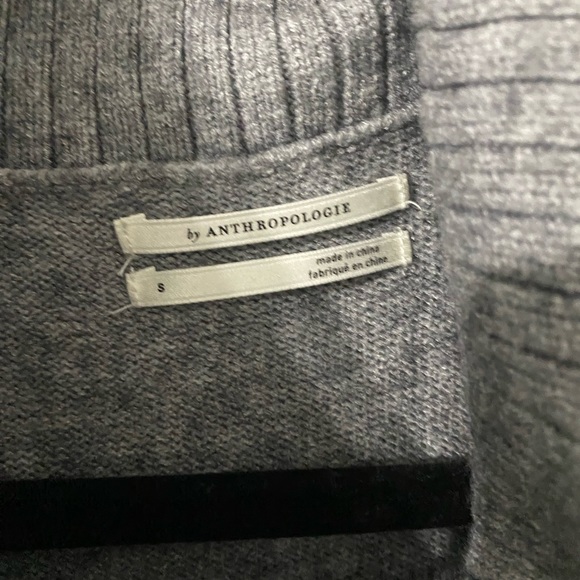 by ANTHROPOLOGIE
made in china
S
fabriqué en chine